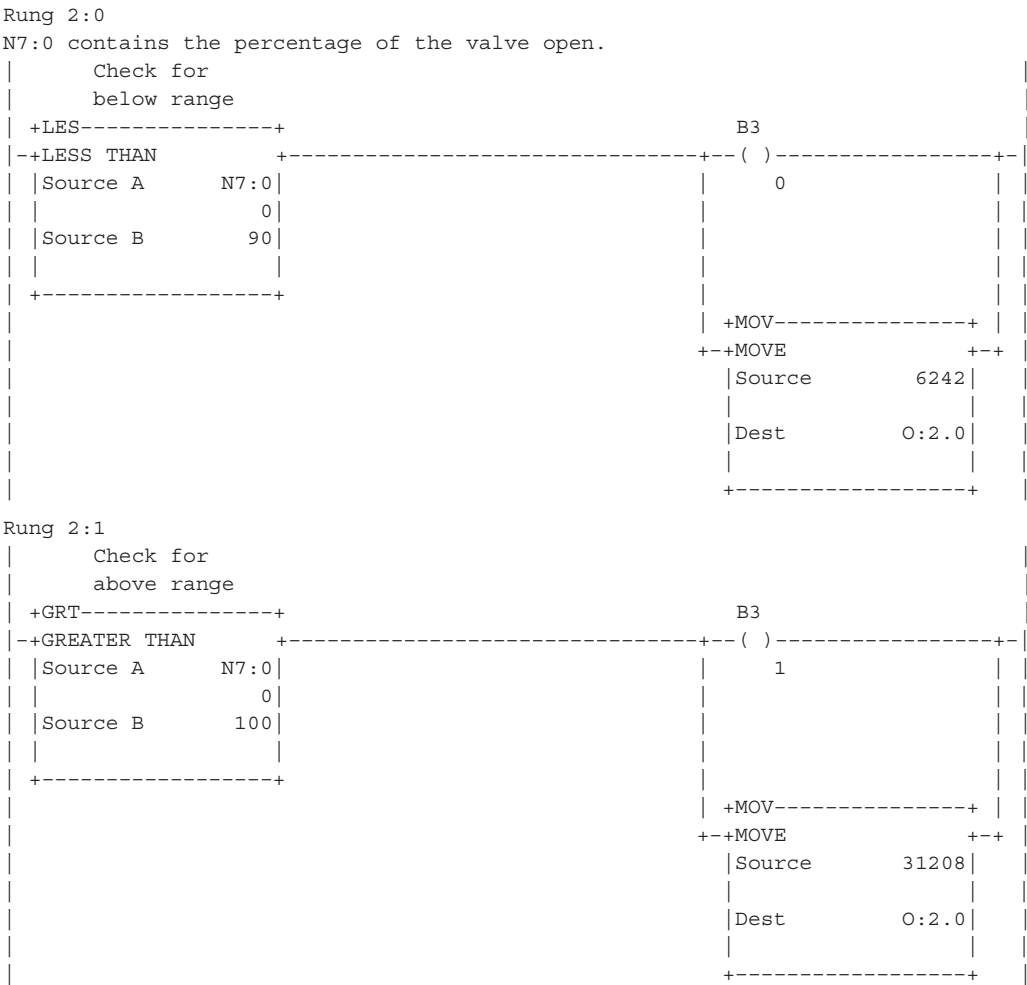 Rung 2:0
N7:0 contains the percentage of the valve open.
|      Check for                                                               |
|      below range                                                             |
| +LES---------------+                                   B3                    |
|-+LESS THAN         +--------------------------------+--( )-----------------+-|
| |Source A      N7:0|                                |     0                | |
| |                 0|                                |                      | |
| |Source B        90|                                |                      | |
| |                  |                                |                      | |
| +------------------+                                |                      | |
|                                                     | +MOV---------------+ | |
|                                                     +-+MOVE              +-+ |
|                                                       |Source        6242|   |
|                                                       |                  |   |
|                                                       |Dest         O:2.0|   |
|                                                       |                  |   |
|                                                       +------------------+   |
Rung 2:1
|      Check for                                                               |
|      above range                                                             |
| +GRT---------------+                                   B3                    |
|-+GREATER THAN      +--------------------------------+--( )-----------------+-|
| |Source A      N7:0|                                |     1                | |
| |                 0|                                |                      | |
| |Source B       100|                                |                      | |
| |                  |                                |                      | |
| +------------------+                                |                      | |
|                                                     | +MOV---------------+ | |
|                                                     +-+MOVE              +-+ |
|                                                       |Source       31208|   |
|                                                       |                  |   |
|                                                       |Dest         O:2.0|   |
|                                                       |                  |   |
|                                                       +------------------+   |